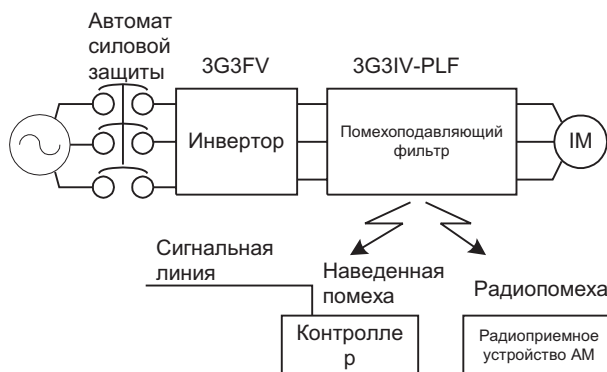 Автомат
силовой
защиты
3G3FV
3G3IV-PLF
Инвертор
Помехоподавляющий
фильтр
IM
Сигнальная
линия
Наведенная
помеха
Радиопомеха
Контролле
р
Радиоприемное
устройство AM